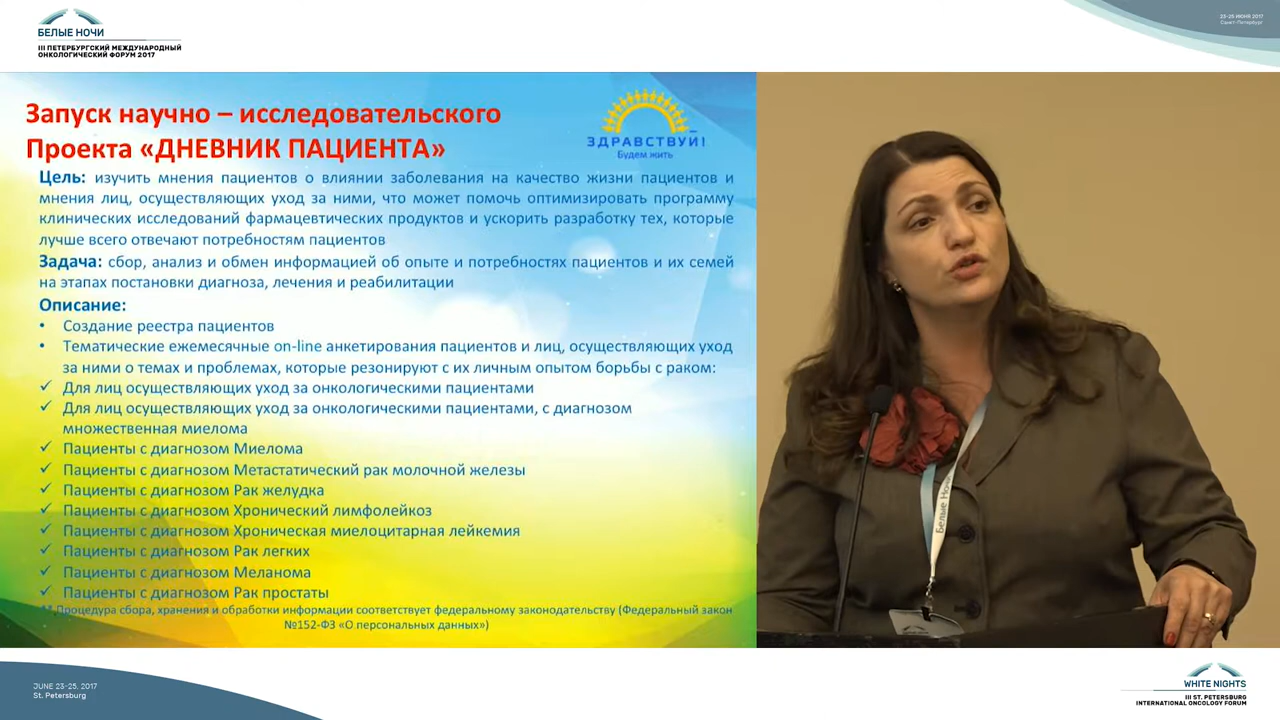 БЕЛЫЕ НОЧИ
III ПЕТЕРБУРГСКИЙ МЕЖДУНАРОДНЫЙ
ОНКОЛОГИЧЕСКИЙ ФОРУМ 2017
23-25 ИЮНЯ 2017
Санкт-Петербург
Запуск научно – исследовательского
Проекта «ДНЕВНИК ПАЦИЕНТА»
ЗДРАВСТВУЙ!
Будем жить
Цель: изучить мнения пациентов о влиянии заболевания на качество жизни пациентов и
мнения лиц, осуществляющих уход за ними, что может помочь оптимизировать программу
клинических исследований фармацевтических продуктов и ускорить разработку тех, которые
лучше всего отвечают потребностям пациентов
Задача: сбор, анализ и обмен информацией об опыте и потребностях пациентов и их семей
на этапах постановки диагноза, лечения и реабилитации
Описание:
• Создание реестра пациентов
• Тематические ежемесячные on-line анкетирования пациентов и лиц, осуществляющих уход
за ними о темах и проблемах, которые резонируют с их личным опытом борьбы с раком:
✓ Для лиц осуществляющих уход за онкологическими пациентами
✓ Для лиц осуществляющих уход за онкологическими пациентами, с диагнозом
множественная миелома
✓ Пациенты с диагнозом Миелома
✓ Пациенты с диагнозом Метастатический рак молочной железы
✓ Пациенты с диагнозом Рак желудка
✓ Пациенты с диагнозом Хронический лимфолейкоз
✓ Пациенты с диагнозом Хроническая миелоцитарная лейкемия
✓ Пациенты с диагнозом Рак легких
✓ Пациенты с диагнозом Меланома
✓ Пациенты с диагнозом Рак простаты
Процедура сбора, хранения и обработки информации соответствует федеральному законодательству (Федеральный закон
№152-ФЗ «О персональных данных»)
Белые Ночи
JUNE 23-25, 2017
St. Petersburg
WHITE NIGHTS
III ST. PETERSBURG
INTERNATIONAL ONCOLOGY FORUM